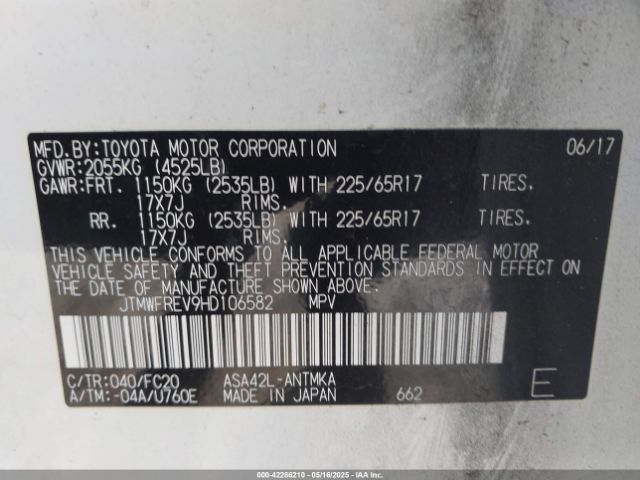 MFD.BY:TOYOTA MOTOR CORPORATION 06/17
GVWR:2055KG (4525LB)
GAWR:FRT. 1150KG (2535LB) WITH 225/65R17 TIRES.
17X7J RIMS.
RR. 1150KG (2535LB) WITH 225/65R17 TIRES.
17X7J RIMS.
THIS VEHICLE CONFORMS TO ALL APPLICABLE FEDERAL MOTOR
VEHICLE SAFETY AND THEFT PREVENTION STANDARDS IN EFFECT ON
THE DATE OF MANUFACTURE SHOWN ABOVE.
JTMWFREV9HD106582 MPV
C/TR:040/FC20 ASA42L-ANTMKA
A/TM:-04A/U760E MADE IN JAPAN 662 E
000-42286210 - 05/16/2025 - IAAI.COM